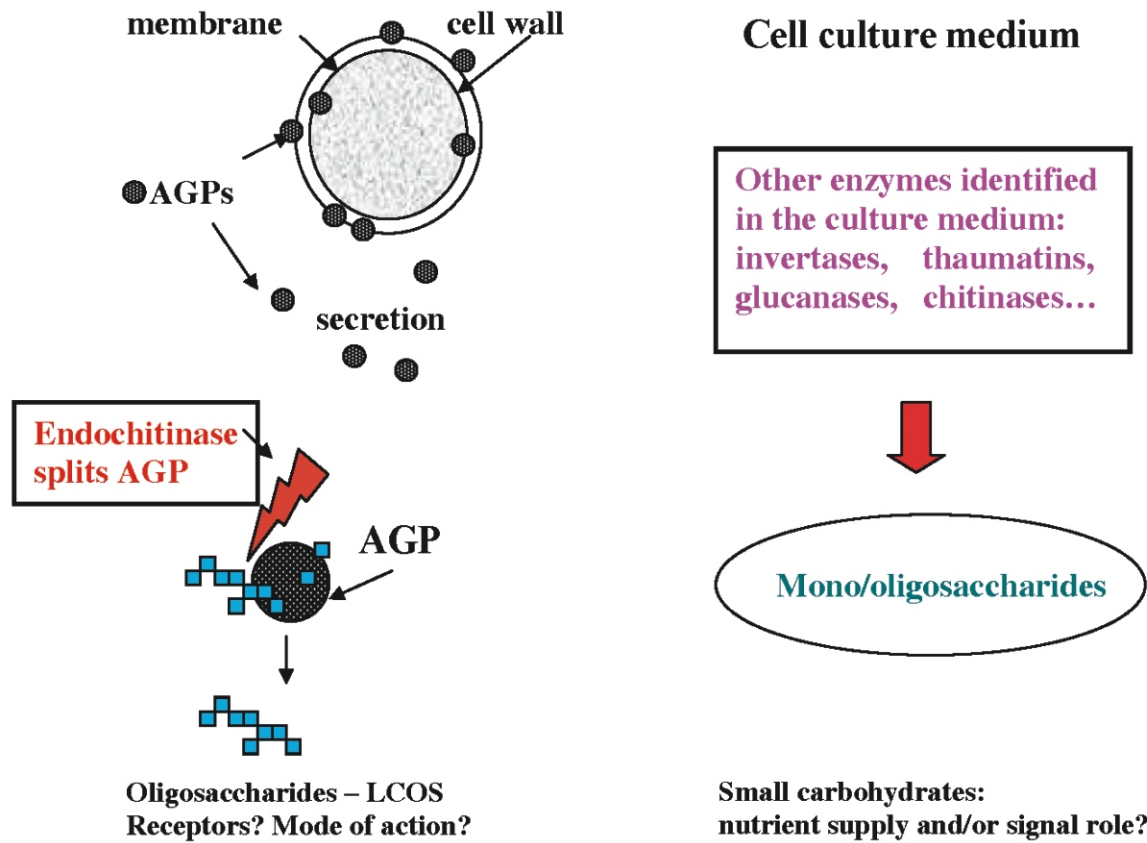 membrane
cell wall
AGPs
secretion
Endochitinase
splits AGP
AGP
Oligosaccharides – LCOS
Receptors? Mode of action?
Cell culture medium
Other enzymes identified
in the culture medium:
invertases, thaumatins,
glucanases, chitinases…
Mono/oligosaccharides
Small carbohydrates:
nutrient supply and/or signal role?